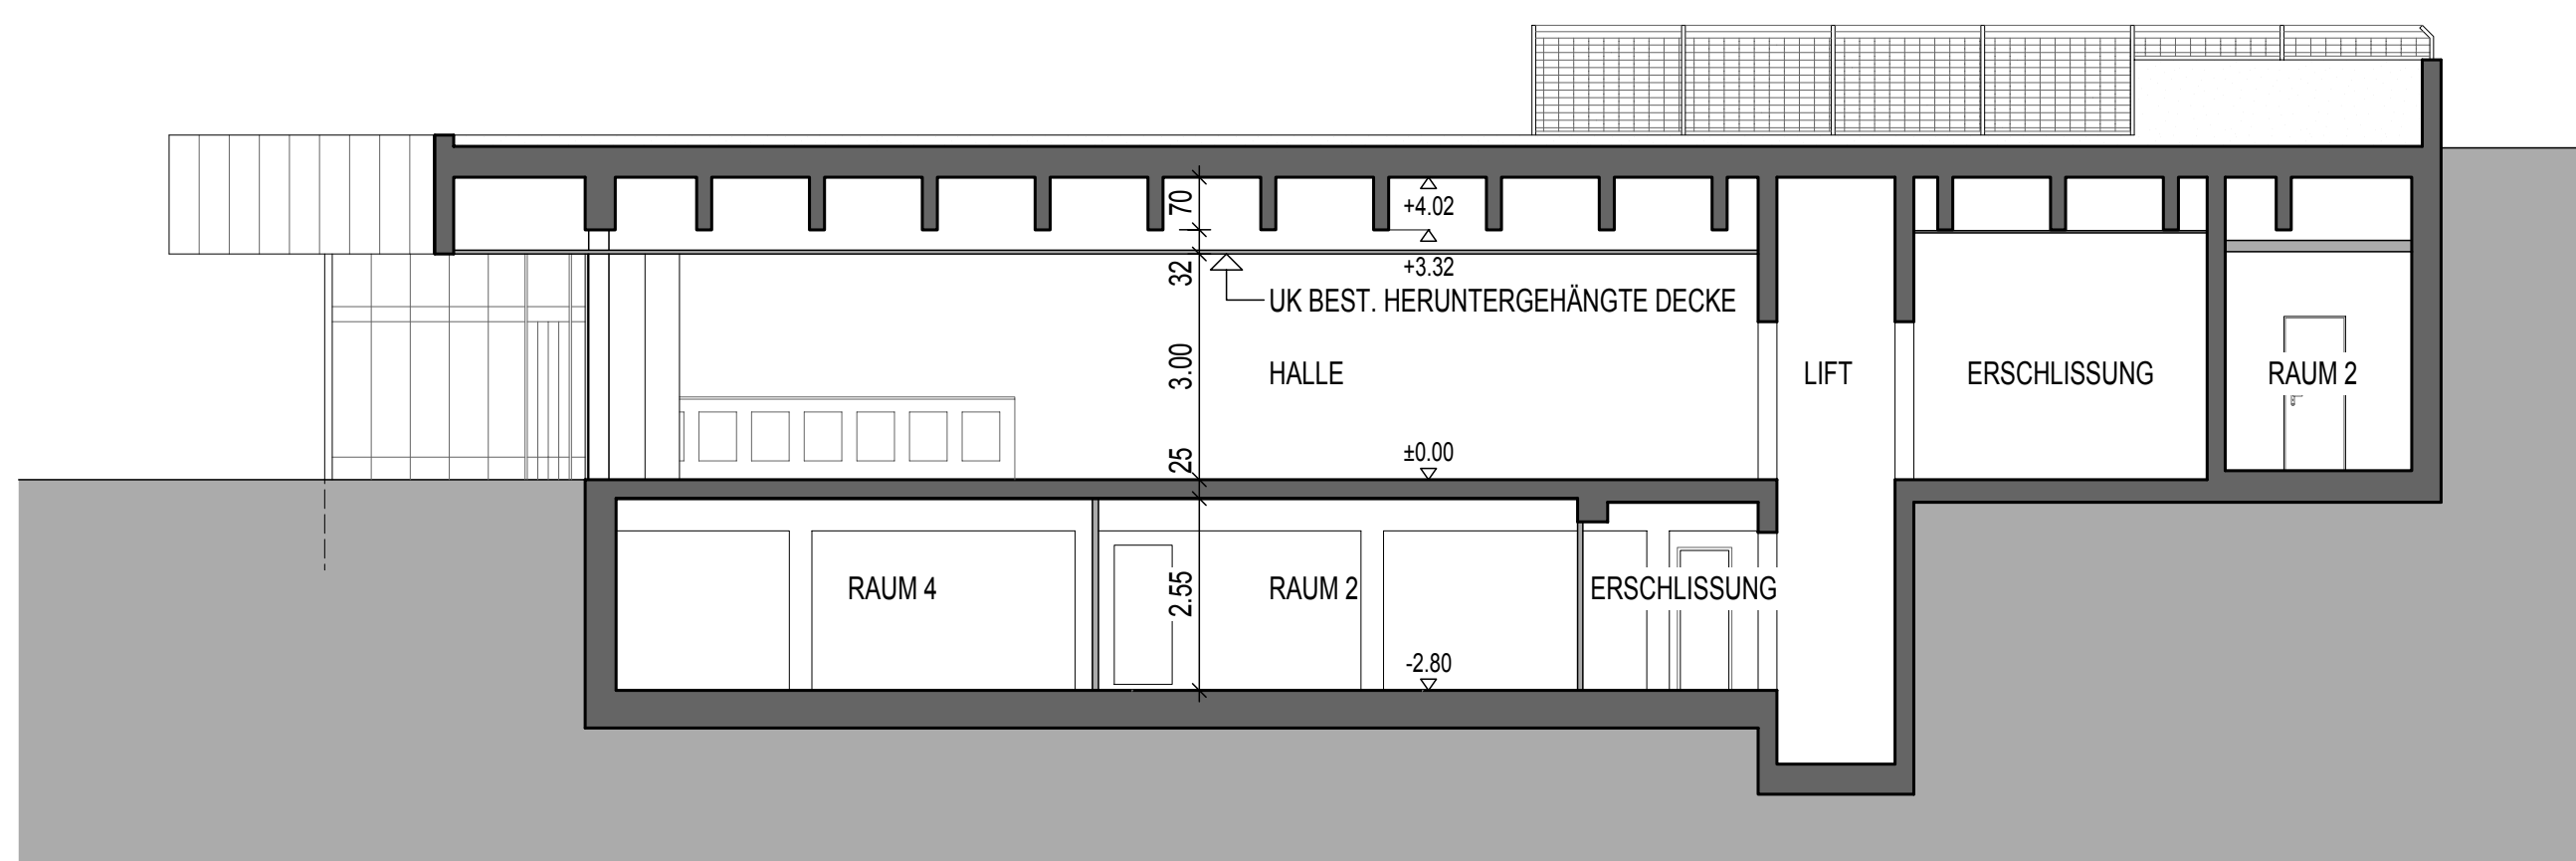 70
+4.02
32
+3.32
UK BEST. HERUNTERGEHÄNGTE DECKE
3.00
HALLE
LIFT
ERSCHLISSUNG
RAUM 2
25
±0.00
RAUM 4
2.55
RAUM 2
ERSCHLISSUNG
-2.80